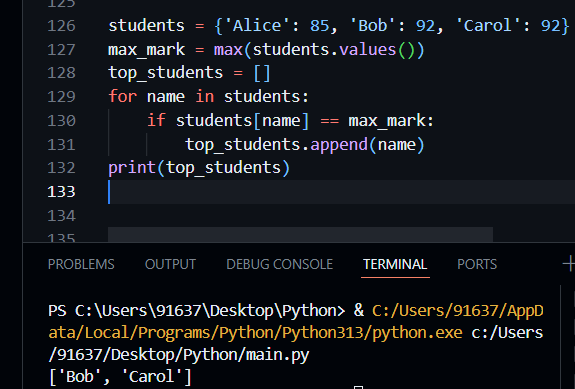 126 students = {'Alice': 85, 'Bob': 92, 'Carol': 92}
127 max_mark = max(students.values())
128 top_students = []
129 for name in students:
130     if students[name] == max_mark:
131         top_students.append(name)
132 print(top_students)
133
134
135
PROBLEMS OUTPUT DEBUG CONSOLE TERMINAL PORTS
PS C:\Users\91637\Desktop\Python> & C:/Users/91637/AppD
ata/Local/Programs/Python/Python313/python.exe c:/Users
/91637/Desktop/Python/main.py
['Bob', 'Carol']